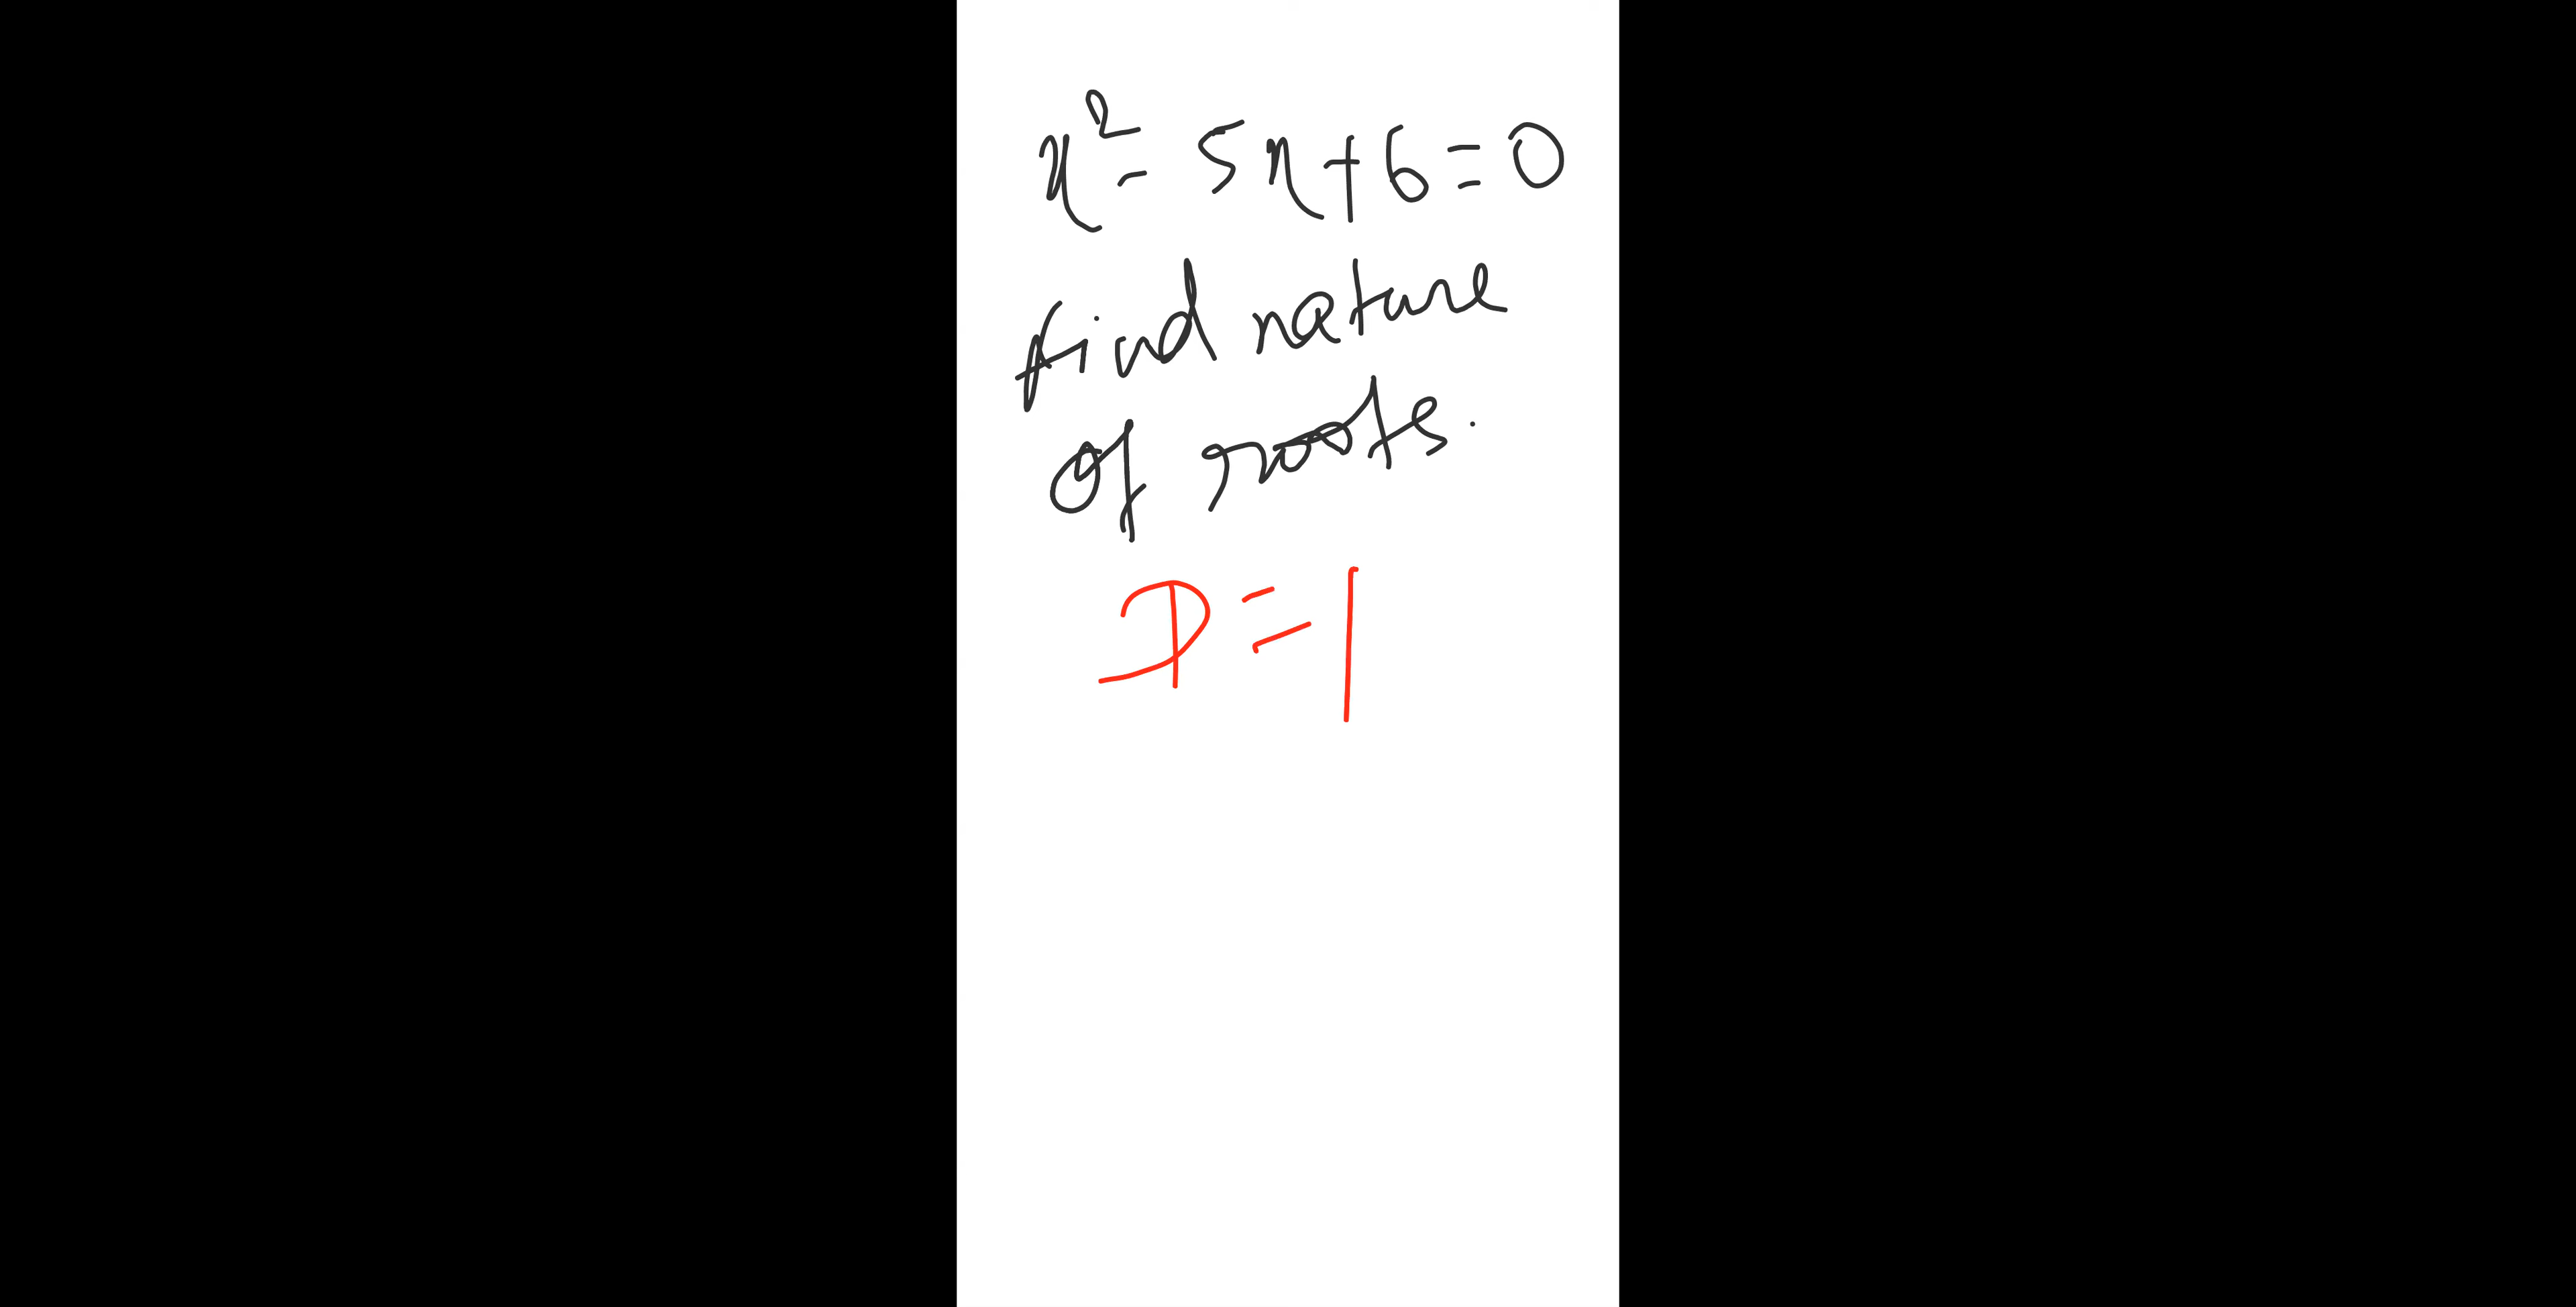 x² - 5x + 6 = 0
find nature
of roots.
D = 1